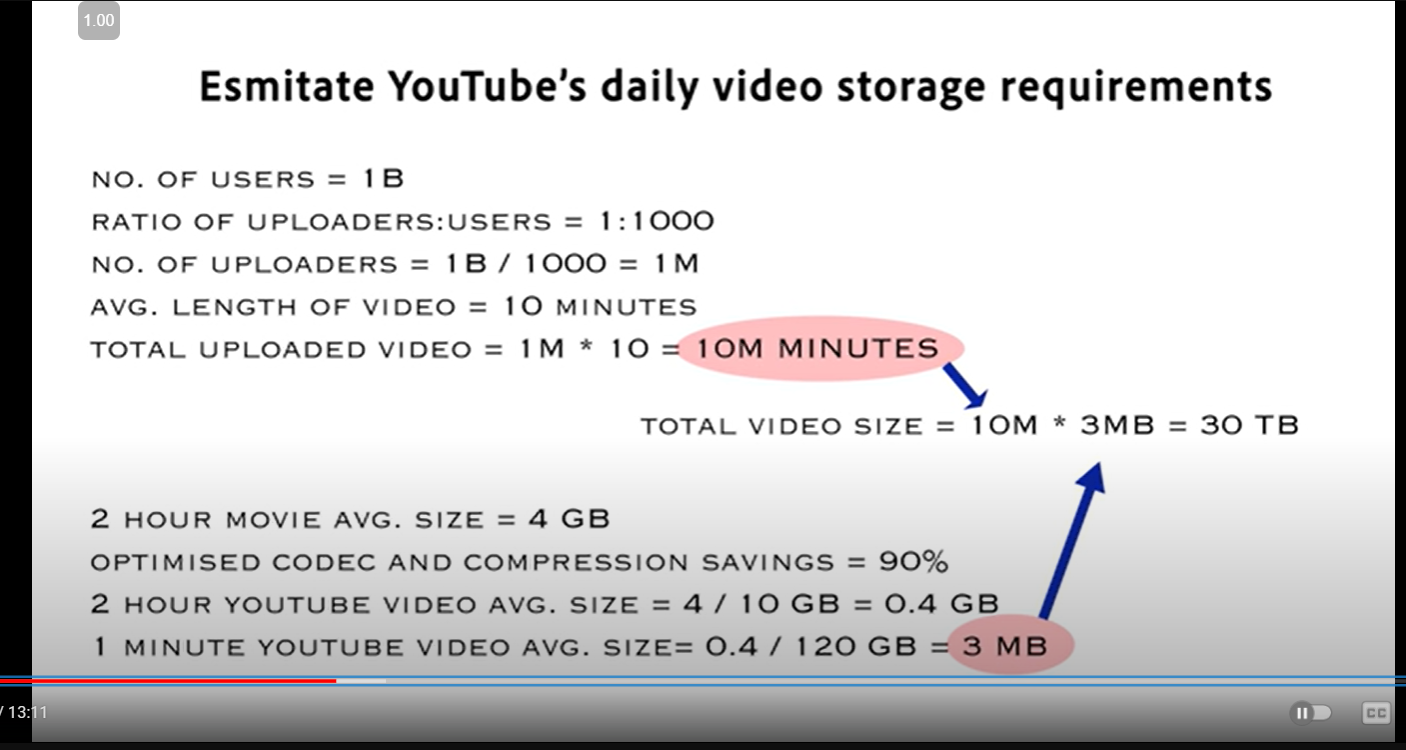 1.00
Esmitate YouTube's daily video storage requirements
NO. OF USERS = 1B
RATIO OF UPLOADERS:USERS = 1:1000
NO. OF UPLOADERS = 1B / 1000 = 1M
AVG. LENGTH OF VIDEO = 10 MINUTES
TOTAL UPLOADED VIDEO = 1M * 10 = 10M MINUTES
TOTAL VIDEO SIZE = 10M * 3MB = 30 TB
2 HOUR MOVIE AVG. SIZE = 4 GB
OPTIMISED CODEC AND COMPRESSION SAVINGS = 90%
2 HOUR YOUTUBE VIDEO AVG. SIZE = 4 / 10 GB = 0.4 GB
1 MINUTE YOUTUBE VIDEO AVG. SIZE= 0.4 / 120 GB = 3 MB
/ 13:11
CC